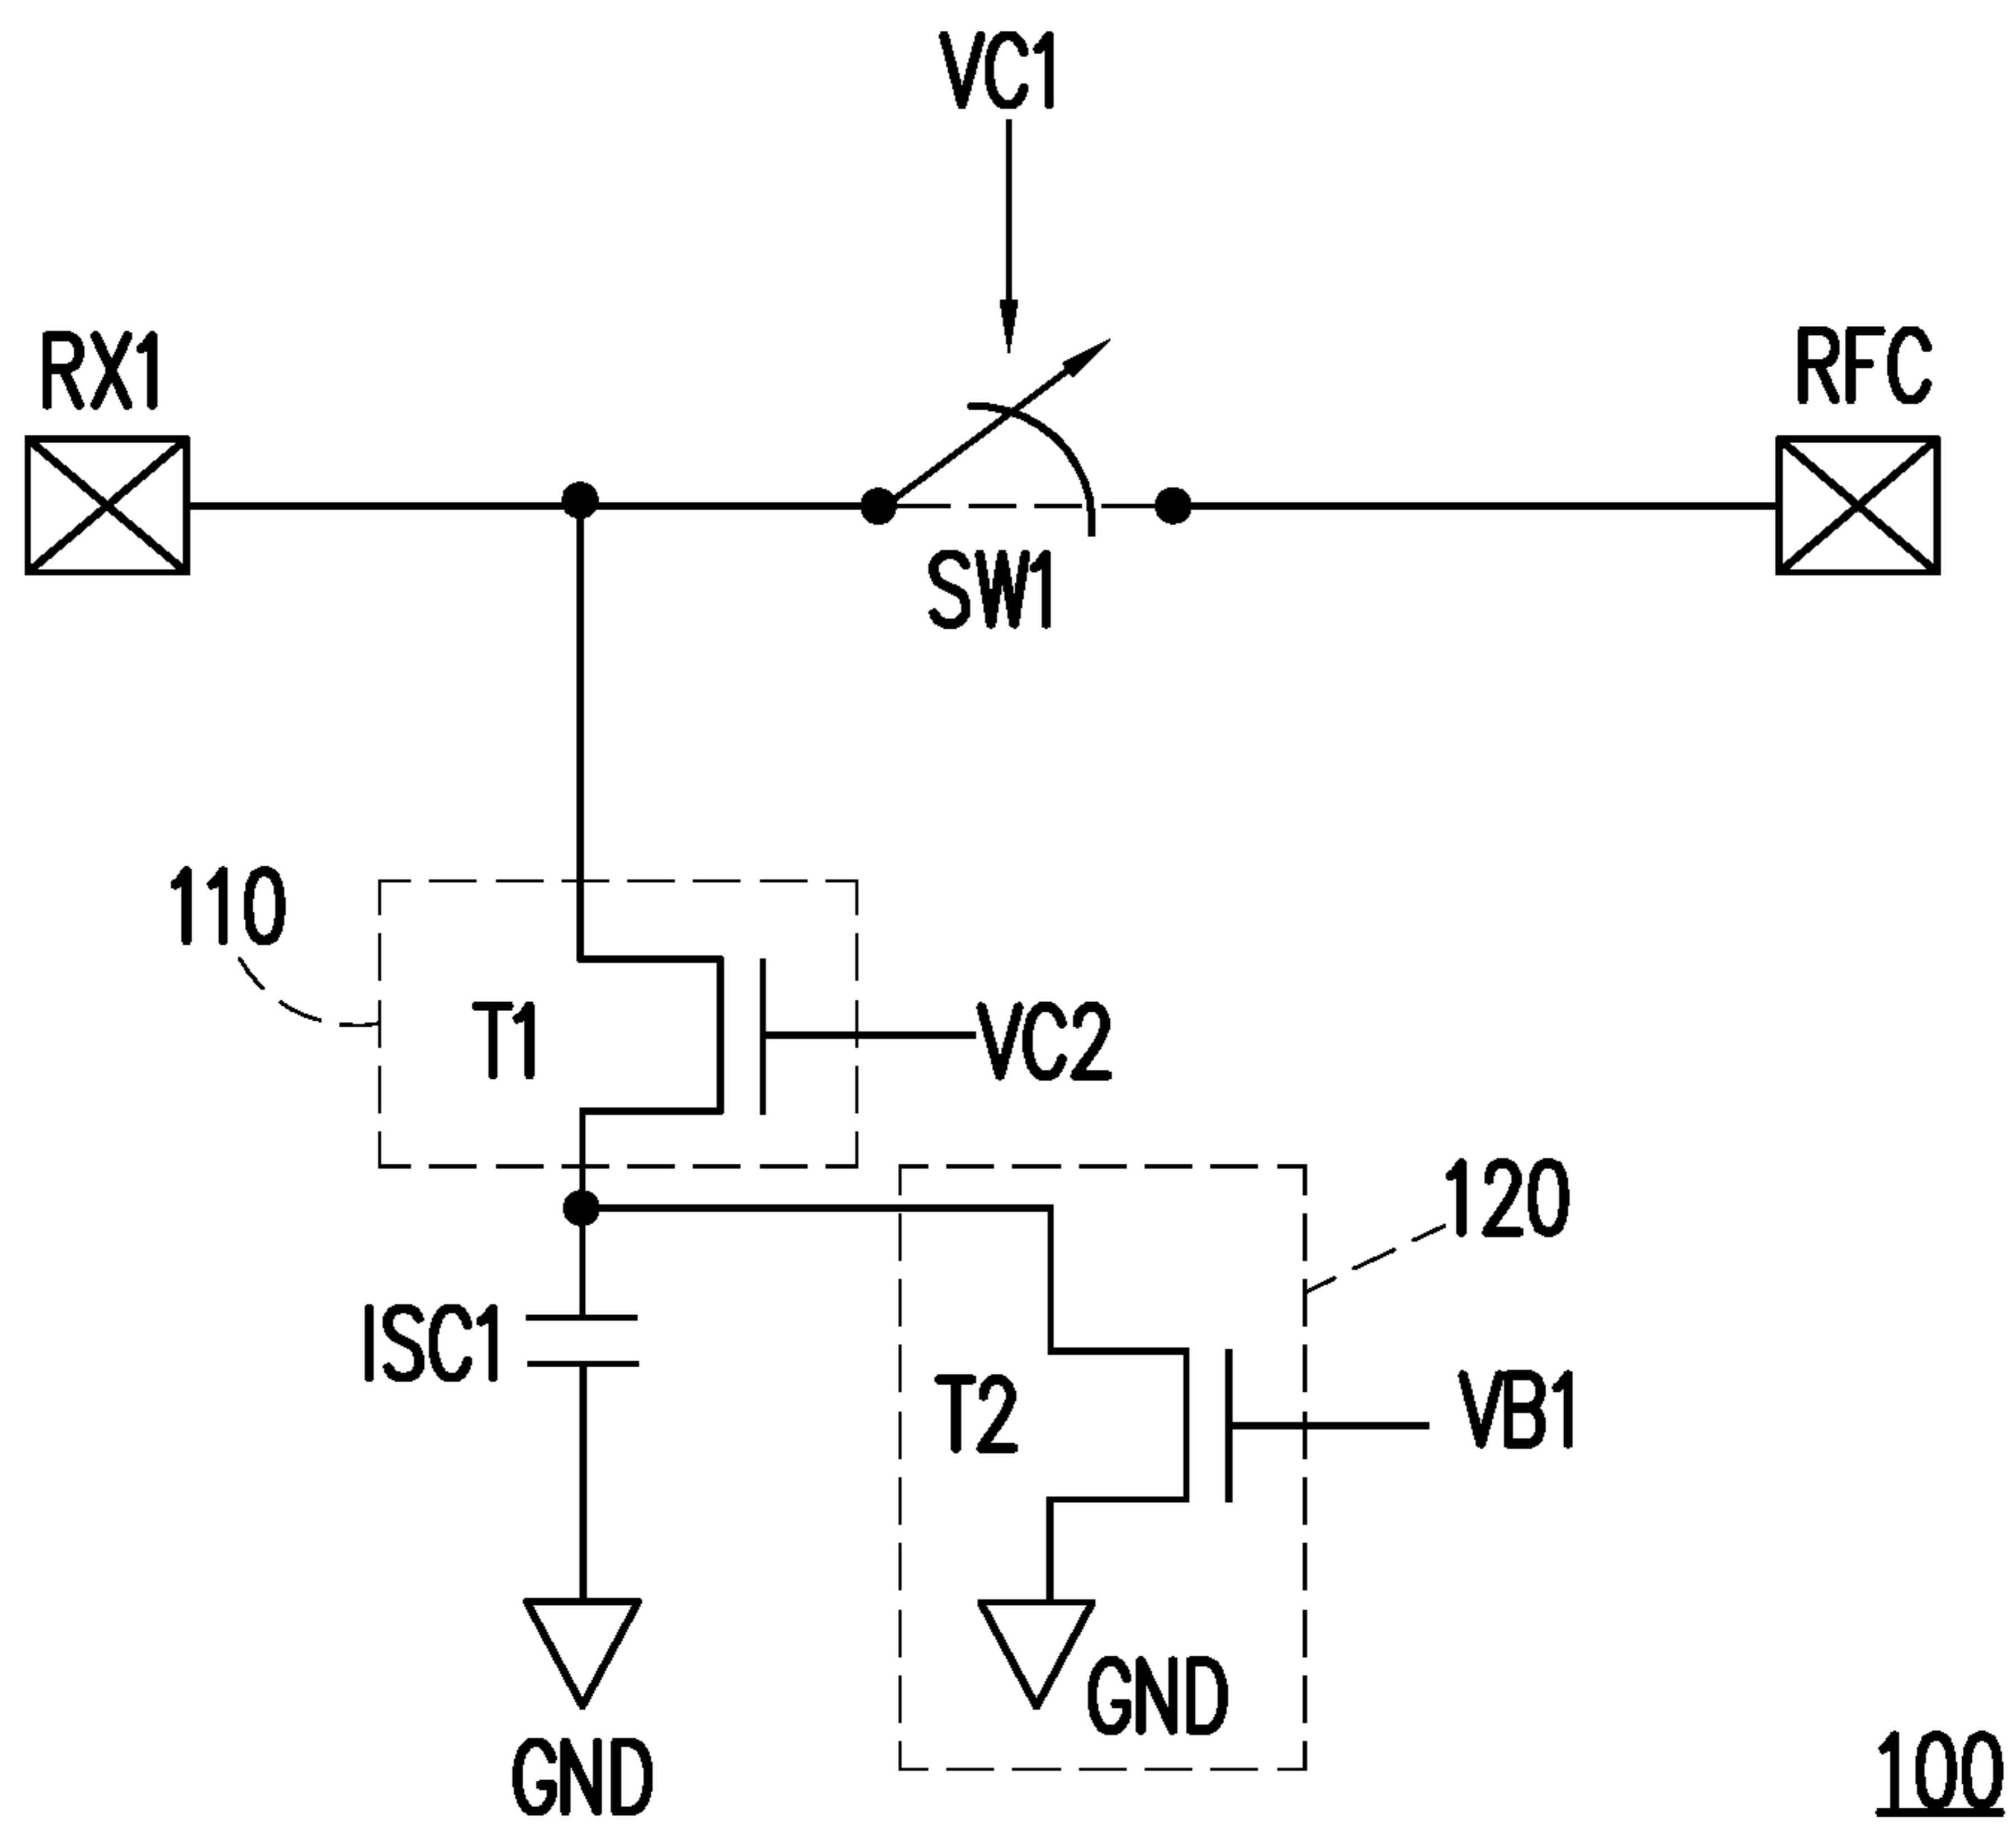 VC1
RX1
RFC
SW1
110
T1
VC2
120
ISC1
T2
VB1
GND
GND
100